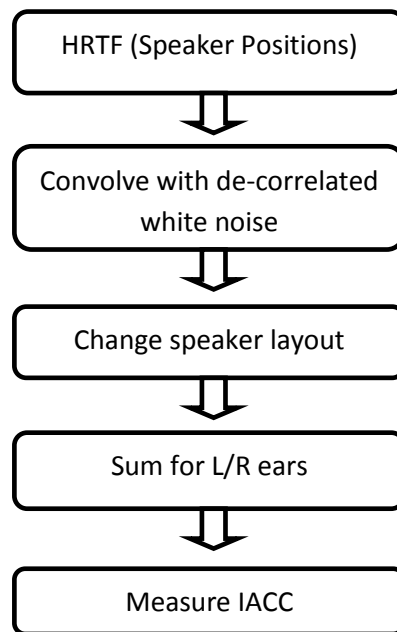 HRTF (Speaker Positions)
Convolve with de-correlated
white noise
Change speaker layout
Sum for L/R ears
Measure IACC